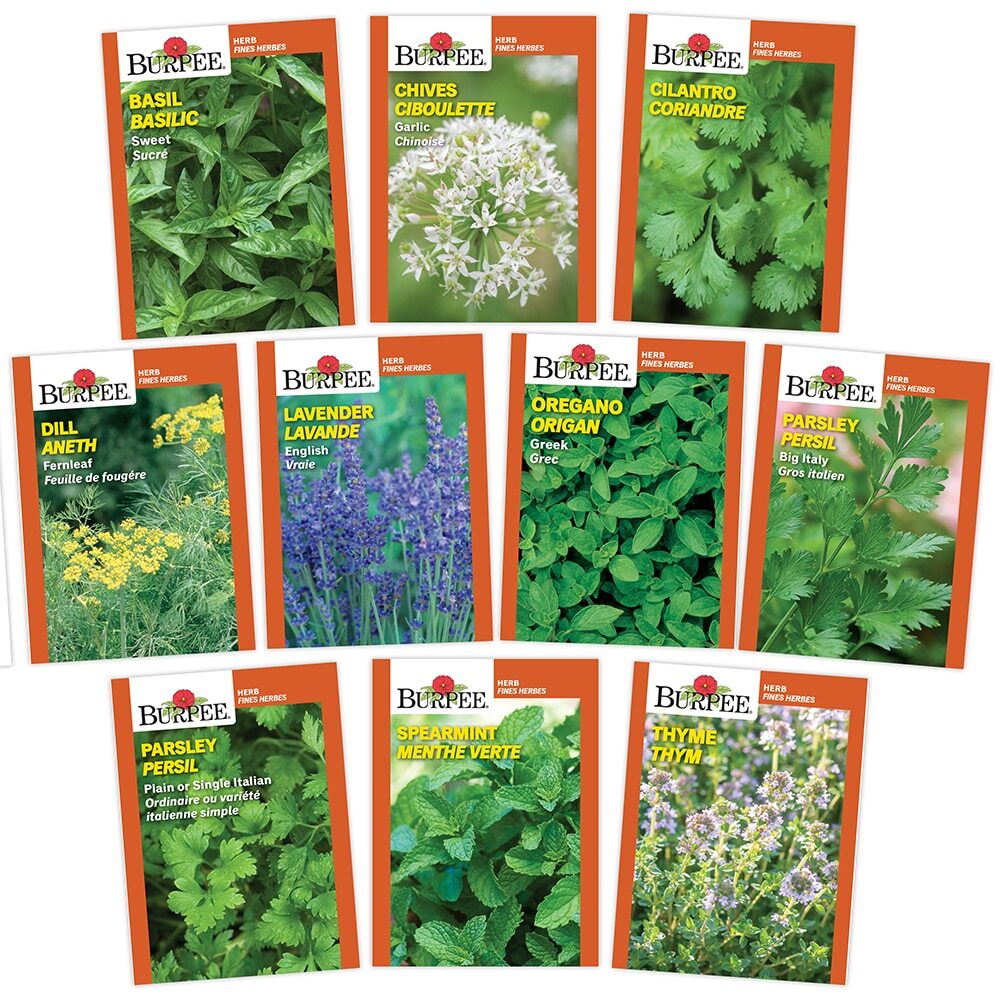 BURPEE®
HERB
FINES HERBES
BASIL
BASILIC
Sweet
Sucré
BURPEE®
HERB
FINES HERBES
CHIVES
CIBOULETTE
Garlic
Chinoise
BURPEE®
HERB
FINES HERBES
CILANTRO
CORIANDRE
BURPEE®
HERB
FINES HERBES
DILL
ANETH
Fernleaf
Feuille de fougére
BURPEE®
HERB
FINES HERBES
LAVENDER
LAVANDE
English
Vraie
BURPEE®
HERB
FINES HERBES
OREGANO
ORIGAN
Greek
Grec
BURPEE®
HERB
FINES HERBES
PARSLEY
PERSIL
Big Italy
Gros italien
BURPEE®
HERB
FINES HERBES
PARSLEY
PERSIL
Plain or Single Italian
Ordinaire ou variété
italienne simple
BURPEE®
HERB
FINES HERBES
SPEARMINT
MENTHE VERTE
BURPEE®
HERB
FINES HERBES
THYME
THYM